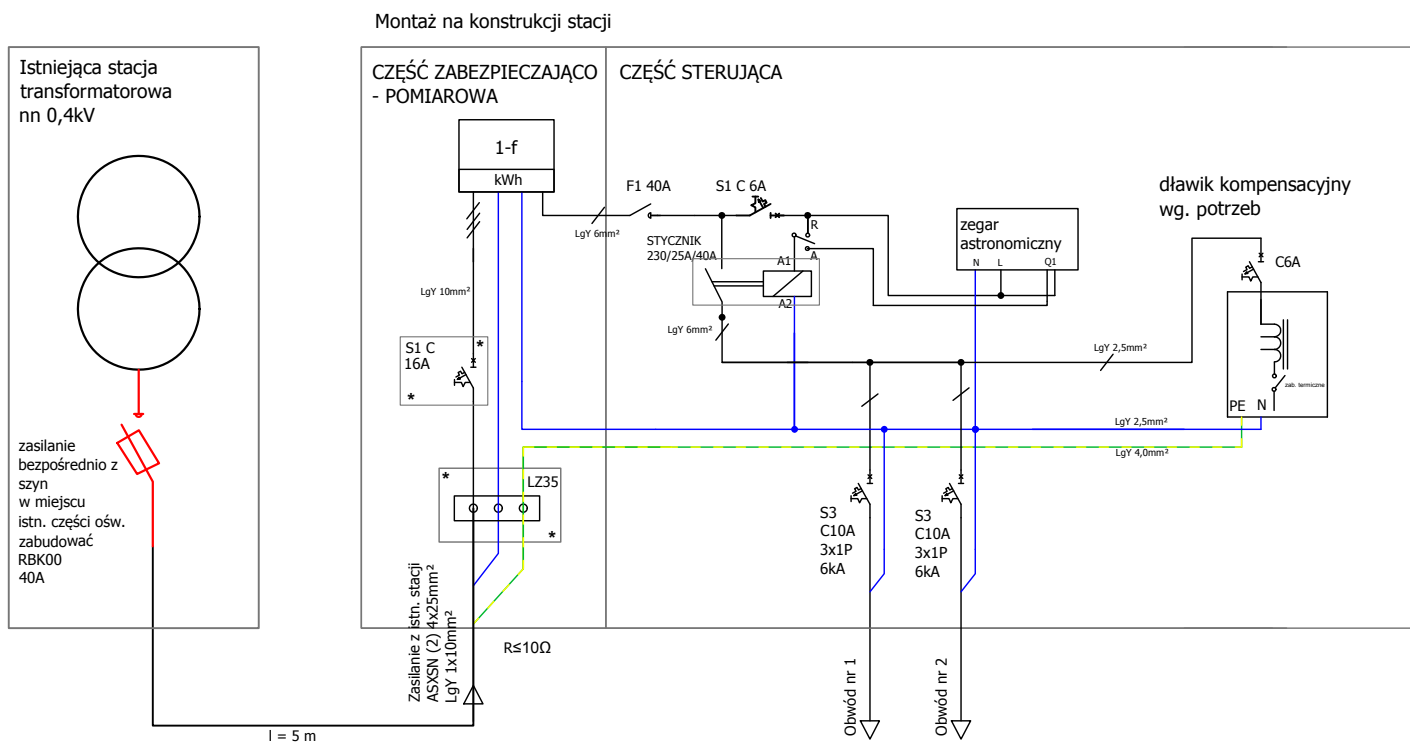 Montaż na konstrukcji stacji
Istniejąca stacja
transformatorowa
nn 0,4kV
zasilanie
bezpośrednio z
szyn
w miejscu
istn. części ośw.
zabudować
RBK00
40A
l = 5 m
CZĘŚĆ ZABEZPIECZAJĄCO
- POMIAROWA
1-f
kWh
LgY 10mm²
S1 C
16A
*
*
*
LZ35
*
Zasilanie z istn. stacji
ASXSN (2) 4x25mm²
LgY 1x10mm²
R≤10Ω
CZĘŚĆ STERUJĄCA
F1 40A
S1 C 6A
LgY 6mm²
STYCZNIK
230/25A/40A
R
A
A1
A2
LgY 6mm²
zegar
astronomiczny
N L Q1
dławik kompensacyjny
wg. potrzeb
C6A
LgY 2,5mm²
zab. termiczne
PE N
LgY 2,5mm²
LgY 4,0mm²
S3
C10A
3x1P
6kA
S3
C10A
3x1P
6kA
Obwód nr 1
Obwód nr 2